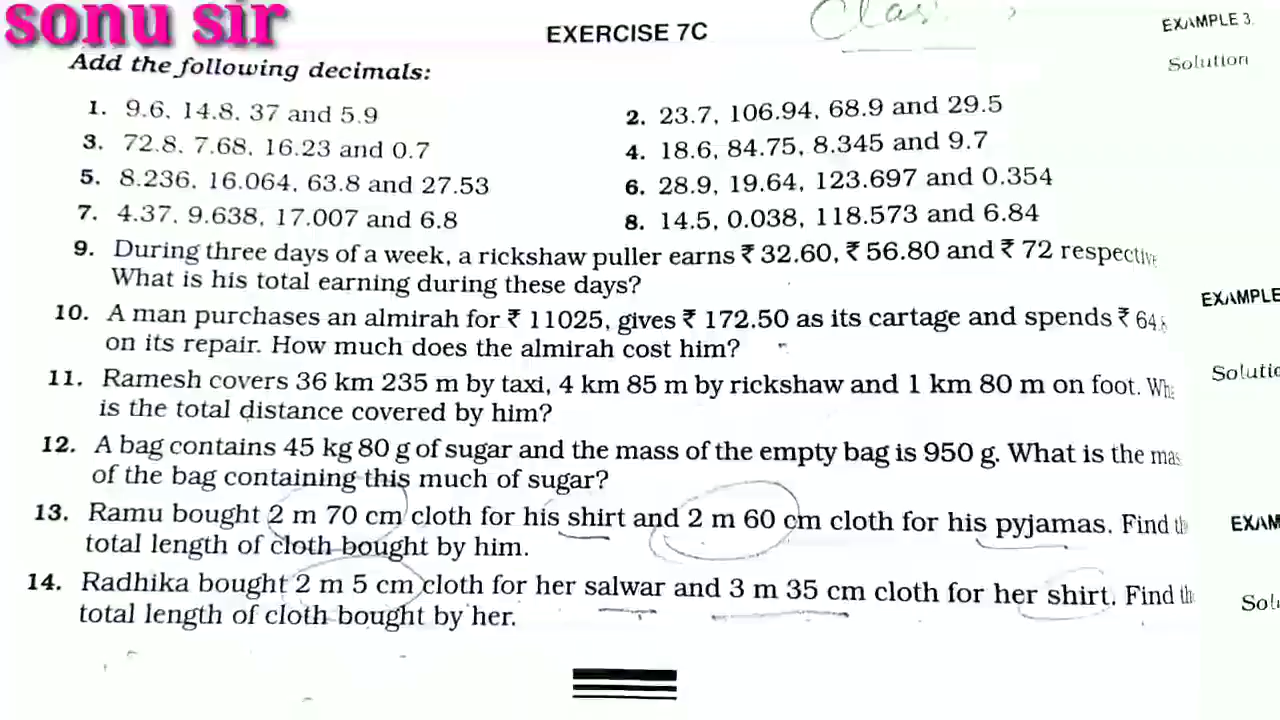 sonu sir
EXERCISE 7C
EXAMPLE 3.
Solution
Add the following decimals:
1. 9.6, 14.8, 37 and 5.9
2. 23.7, 106.94, 68.9 and 29.5
3. 72.8, 7.68, 16.23 and 0.7
4. 18.6, 84.75, 8.345 and 9.7
5. 8.236, 16.064, 63.8 and 27.53
6. 28.9, 19.64, 123.697 and 0.354
7. 4.37, 9.638, 17.007 and 6.8
8. 14.5, 0.038, 118.573 and 6.84
9. During three days of a week, a rickshaw puller earns ₹ 32.60, ₹ 56.80 and ₹ 72 respective
What is his total earning during these days?
10. A man purchases an almirah for ₹ 11025, gives ₹ 172.50 as its cartage and spends ₹
on its repair. How much does the almirah cost him?
EXAMPLE
11. Ramesh covers 36 km 235 m by taxi, 4 km 85 m by rickshaw and 1 km 80 m on foot.
is the total distance covered by him?
Solutio
12. A bag contains 45 kg 80 g of sugar and the mass of the empty bag is 950 g. What is the mas
of the bag containing this much of sugar?
13. Ramu bought 2 m 70 cm cloth for his shirt and 2 m 60 cm cloth for his pyjamas. Find th
total length of cloth bought by him.
EXAM
14. Radhika bought 2 m 5 cm cloth for her salwar and 3 m 35 cm cloth for her shirt. Find th
total length of cloth bought by her.
Sol